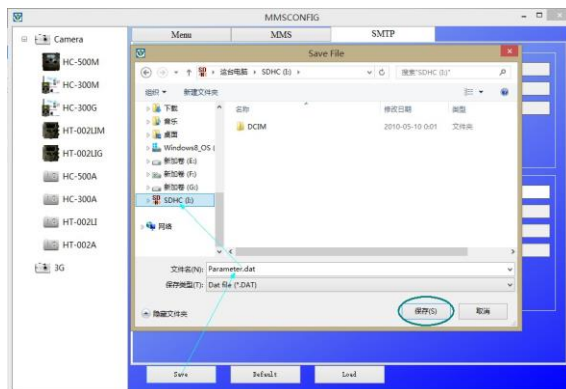 MMSCONFIG
Camera
HC-500M
HC-300M
HC-300G
HT-002LIM
HT-002LIG
HC-500A
HC-300A
HT-002LI
HT-002A
3G
Menu MMS SMTP
Save File
这台电脑 SDHC (I:) 搜索"SDHC (I:)"
组织 新建文件夹
下载
音乐
桌面
Windows8_OS (
新加卷 (E:)
新加卷 (F:)
新加卷 (G:)
SDHC (I:)
网络
名称 修改日期 类型
DCIM 2010-05-10 0:01 文件夹
文件名(N): Parameter.dat
保存类型(T): Dat file (*.DAT)
隐藏文件夹 保存(S) 取消
Save Default Load